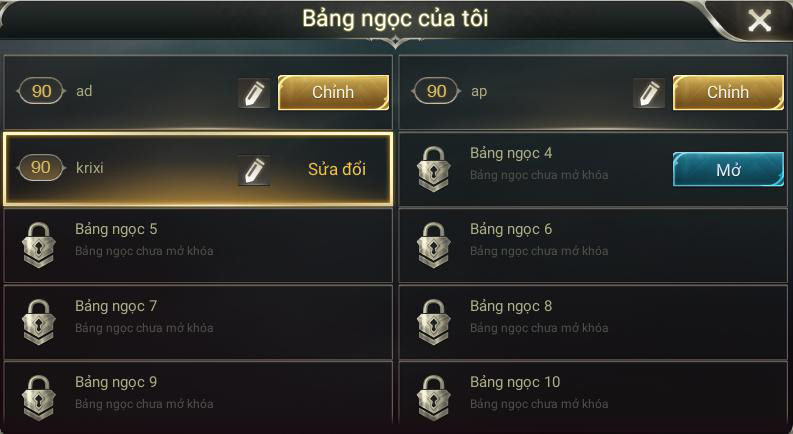 Bảng ngọc của tôi
90 ad Chỉnh
90 ap Chỉnh
90 krixi Sửa đổi
Bảng ngọc 4
Bảng ngọc chưa mở khóa
Mở
Bảng ngọc 5
Bảng ngọc chưa mở khóa
Bảng ngọc 6
Bảng ngọc chưa mở khóa
Bảng ngọc 7
Bảng ngọc chưa mở khóa
Bảng ngọc 8
Bảng ngọc chưa mở khóa
Bảng ngọc 9
Bảng ngọc chưa mở khóa
Bảng ngọc 10
Bảng ngọc chưa mở khóa